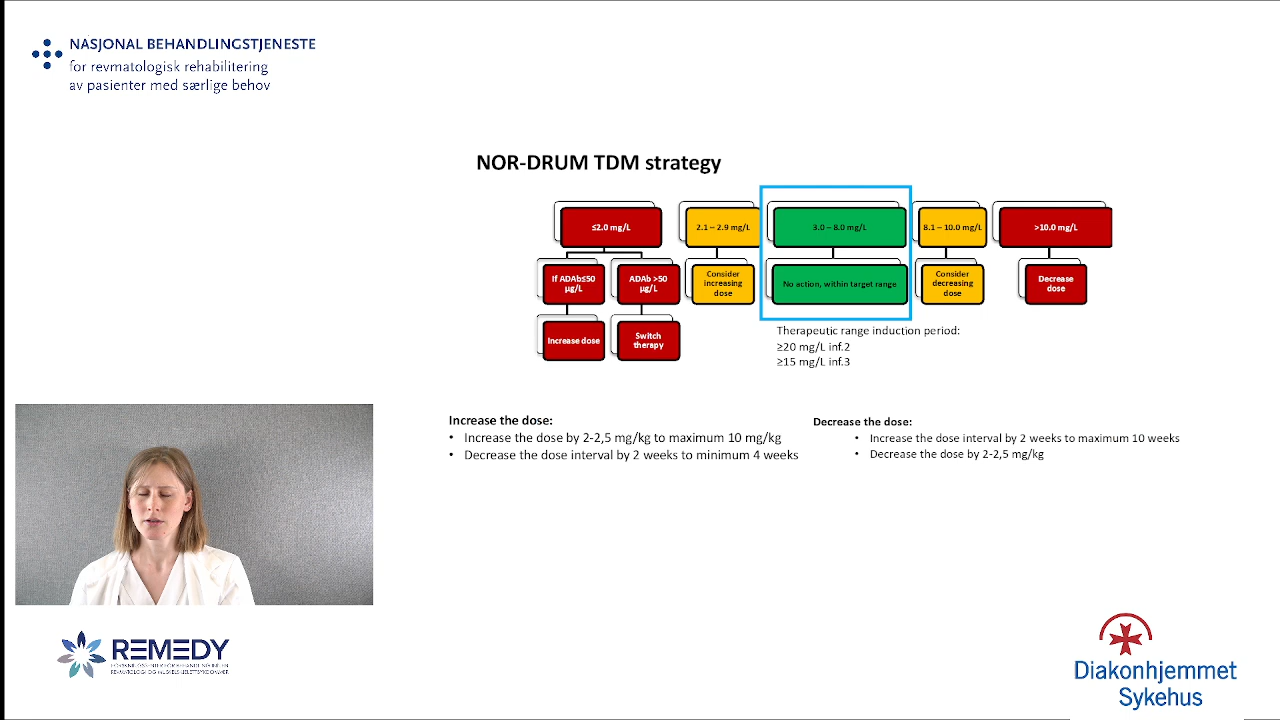 NASJONAL BEHANDLINGSTJENESTE
for revmatologisk rehabilitering
av pasienter med særlige behov
NOR-DRUM TDM strategy
≤2.0 mg/L
2.1 – 2.9 mg/L
3.0 – 8.0 mg/L
8.1 – 10.0 mg/L
>10.0 mg/L
If ADAb≤50
µg/L
ADAb >50
µg/L
Consider
increasing
dose
No action, within target range
Consider
decreasing
dose
Decrease
dose
Increase dose
Switch
therapy
Therapeutic range induction period:
≥20 mg/L inf.2
≥15 mg/L inf.3
Increase the dose:
• Increase the dose by 2-2,5 mg/kg to maximum 10 mg/kg
• Decrease the dose interval by 2 weeks to minimum 4 weeks
Decrease the dose:
• Increase the dose interval by 2 weeks to maximum 10 weeks
• Decrease the dose by 2-2,5 mg/kg
REMEDY
Diakonhjemmet
Sykehus